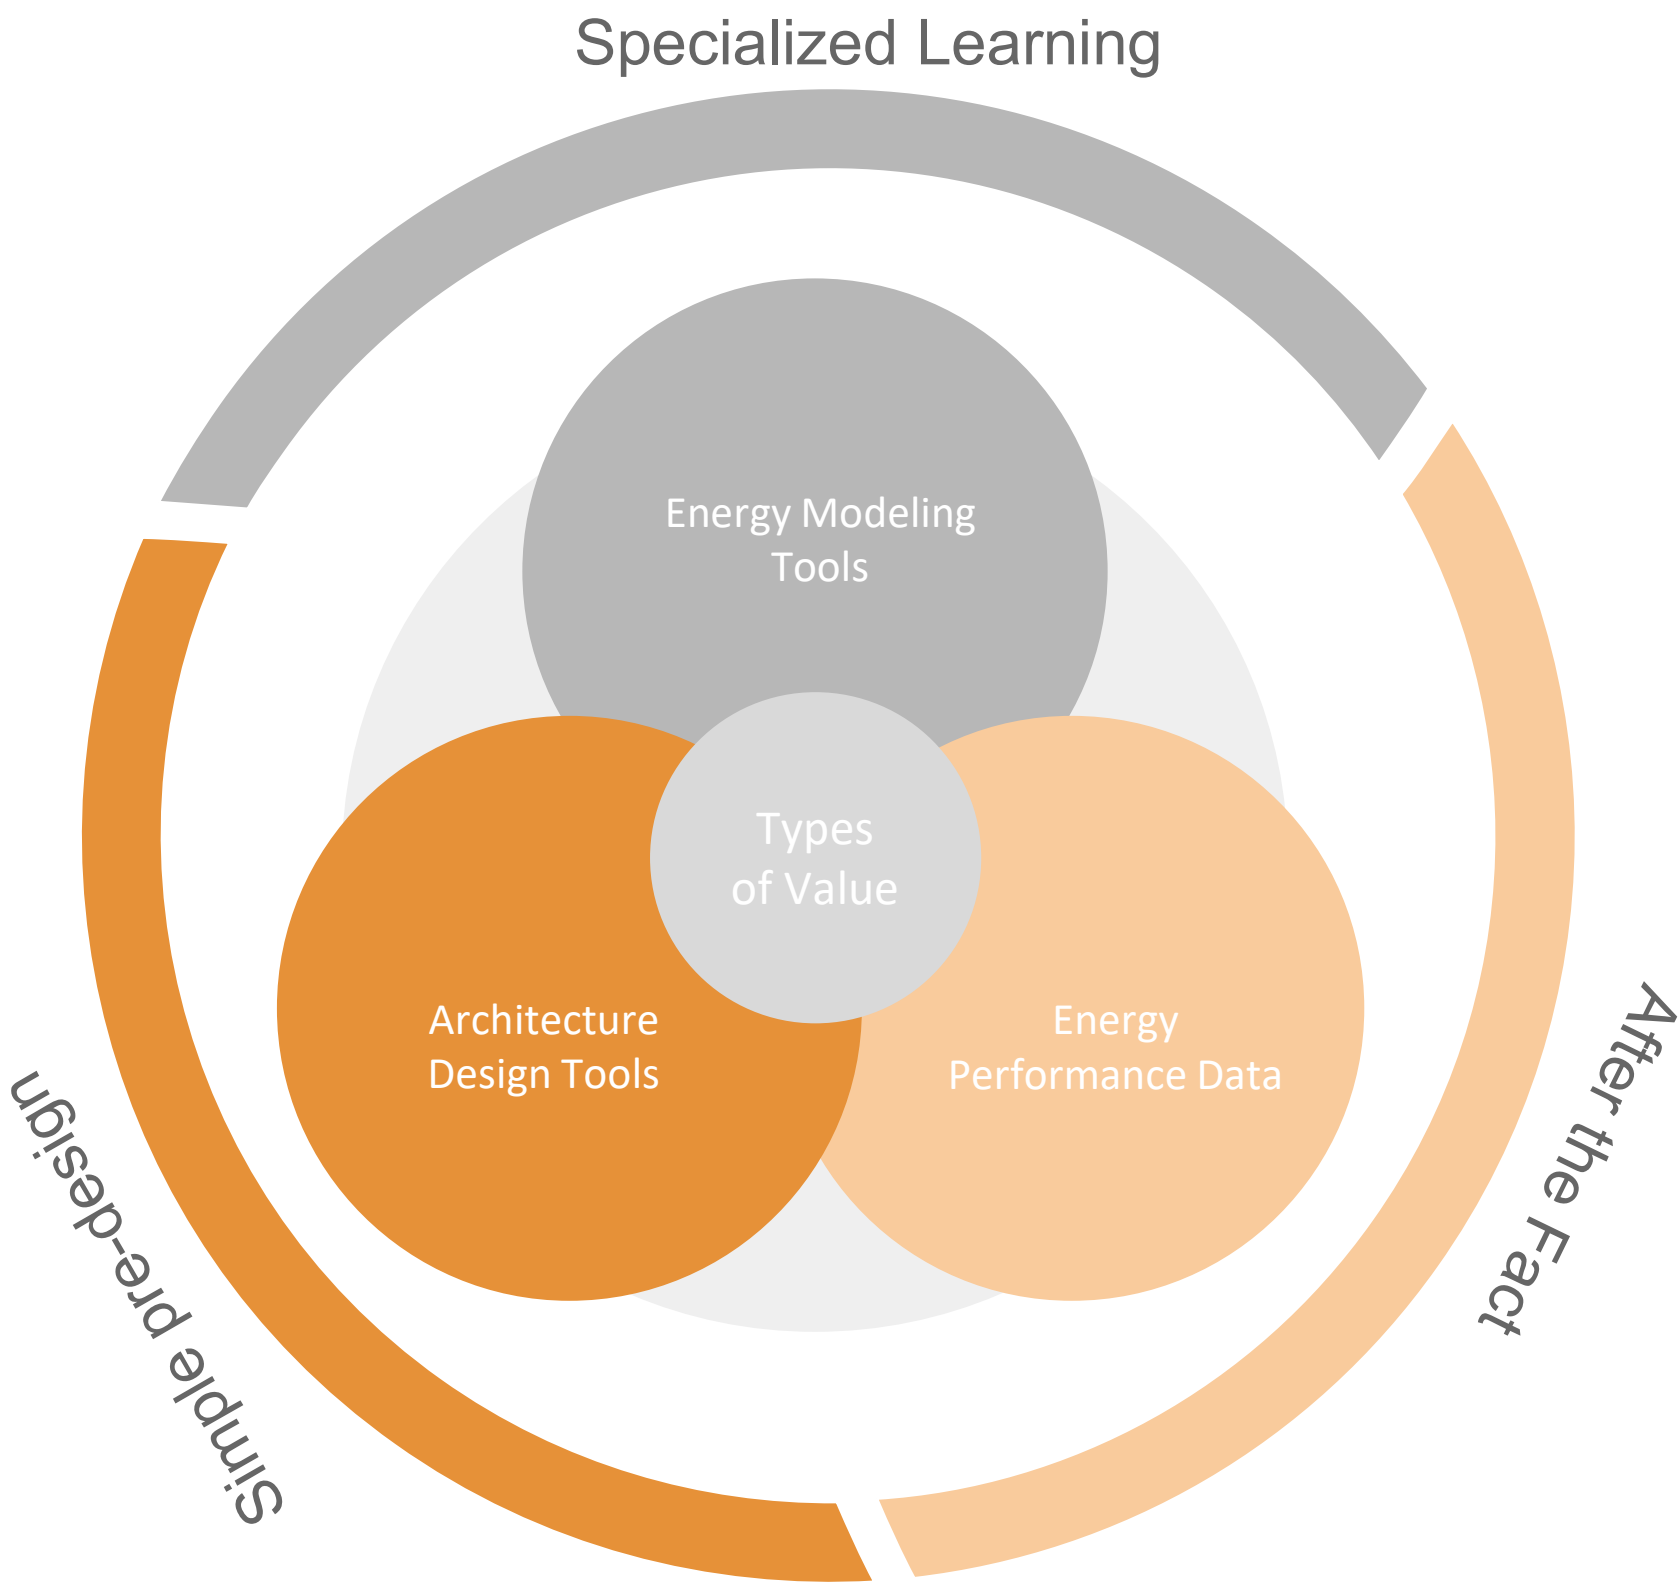 Specialized Learning
Energy Modeling
Tools
Types
of Value
Architecture
Design Tools
Energy
Performance Data
After the Fact
Simple pre-design